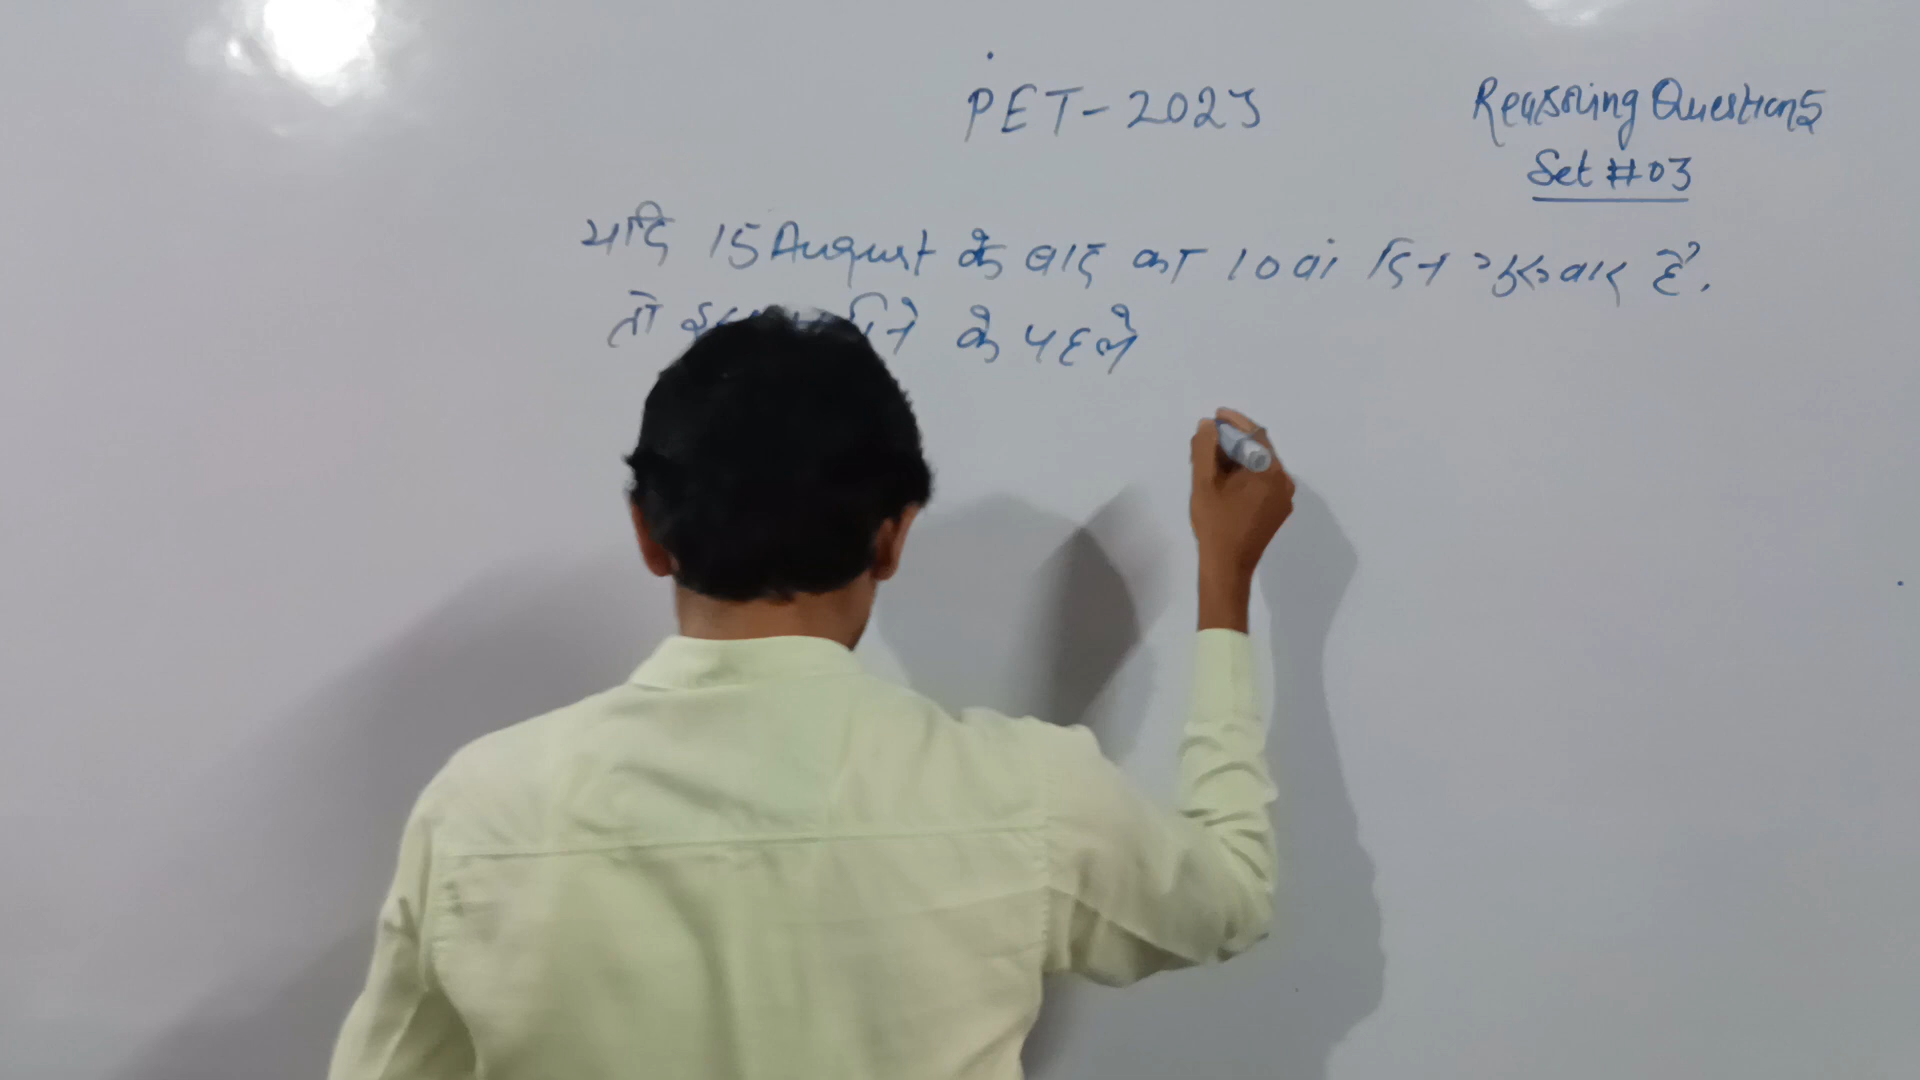 PET-2023
Reasoning Questions
Set #03
यदि 15 August के बाद का 10वां दिन शुक्रवार है.
तो के पहले